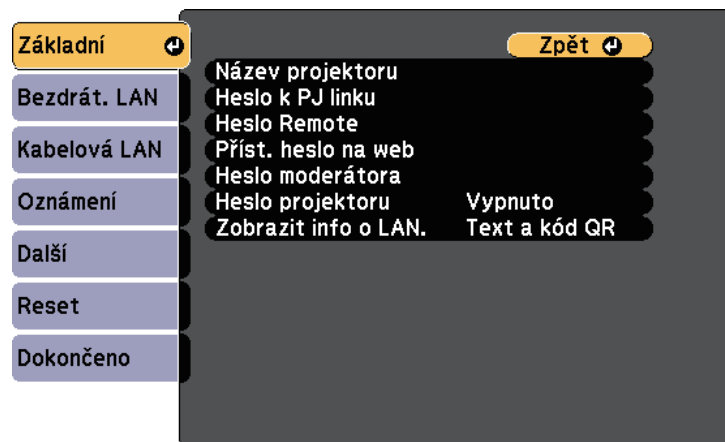 Základní
Bezdrát. LAN
Kabelová LAN
Oznámení
Další
Reset
Dokončeno
Zpět
Název projektoru
Heslo k PJ linku
Heslo Remote
Příst. heslo na web
Heslo moderátora
Heslo projektoru Vypnuto
Zobrazit info o LAN. Text a kód QR